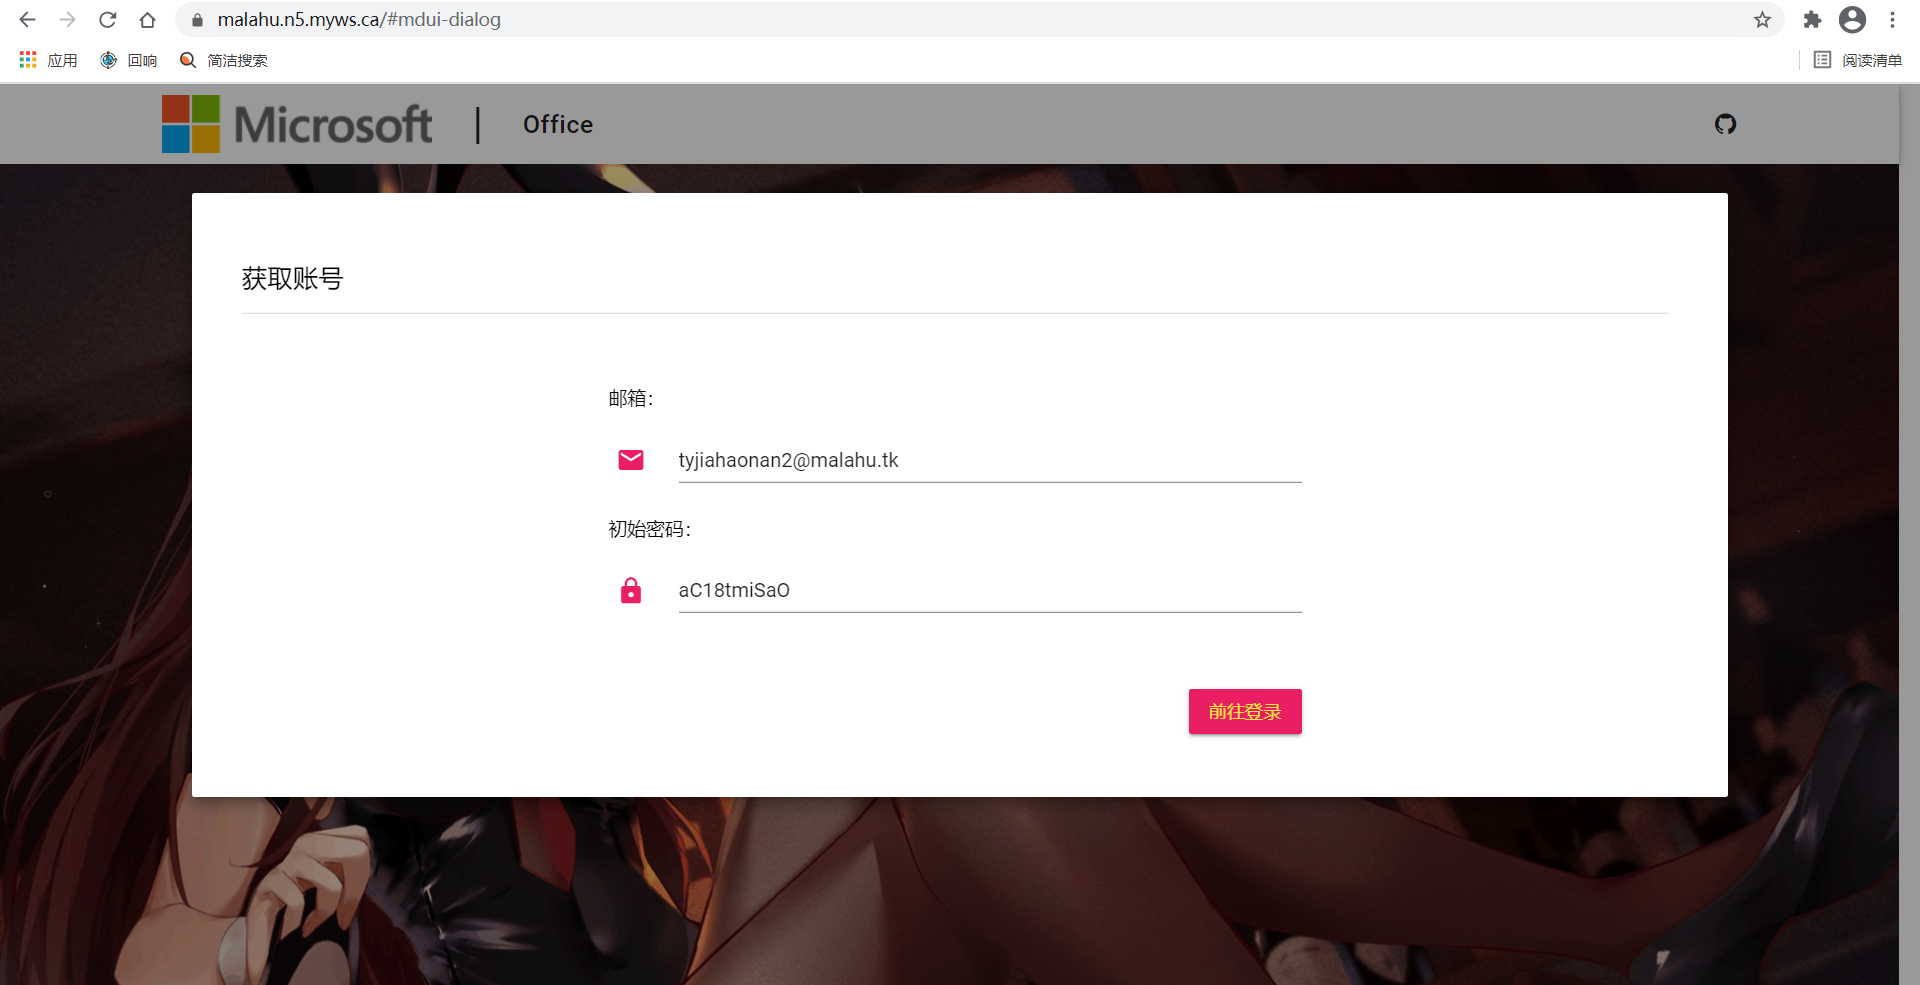 malahu.n5.myws.ca/#mdui-dialog
应用 回响 简洁搜索 阅读清单
Microsoft | Office
获取账号
邮箱：
tyjiahaonan2@malahu.tk
初始密码：
aC18tmiSaO
前往登录